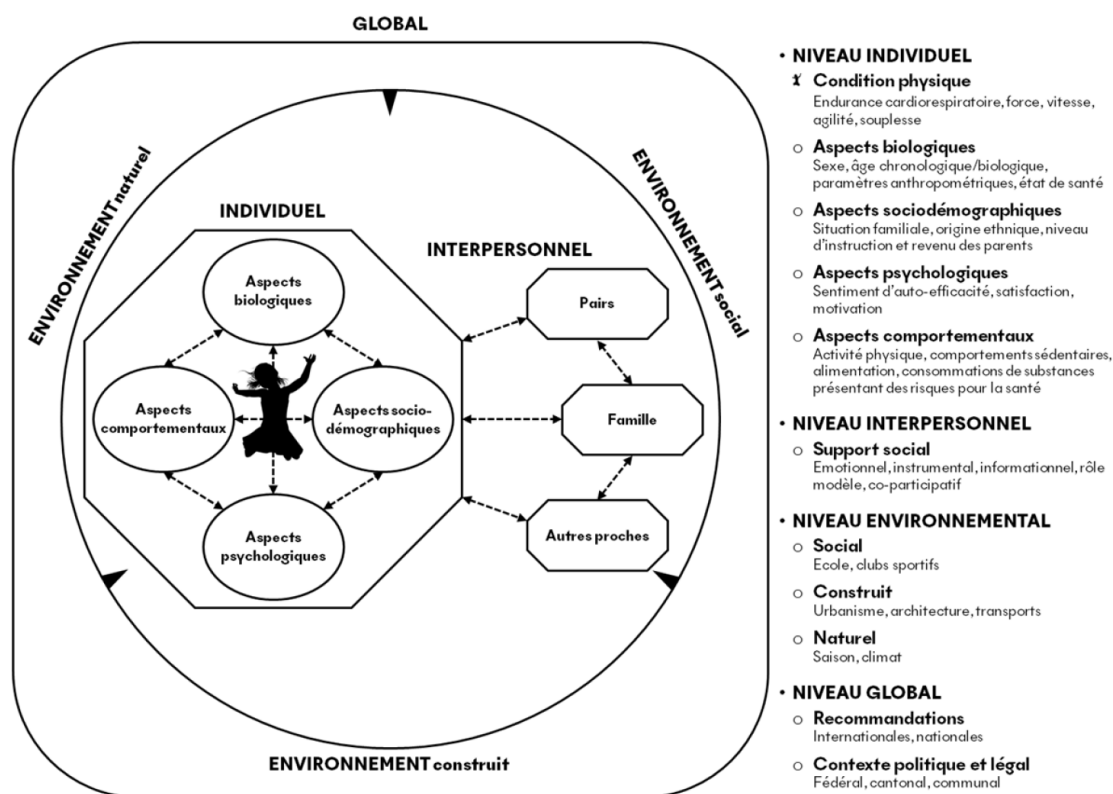 GLOBAL
ENVIRONNEMENT naturel
ENVIRONNEMENT social
INDIVIDUEL
INTERPERSONNEL
Aspects
biologiques
Aspects
comportementaux
Aspects socio-
démographiques
Aspects
psychologiques
Pairs
Famille
Autres proches
ENVIRONNEMENT construit
• NIVEAU INDIVIDUEL
Condition physique
Endurance cardiorespiratoire, force, vitesse,
agilité, souplesse
o Aspects biologiques
Sexe, âge chronologique/biologique,
paramètres anthropométriques, état de santé
o Aspects sociodémographiques
Situation familiale, origine ethnique, niveau
d'instruction et revenu des parents
o Aspects psychologiques
Sentiment d'auto-efficacité, satisfaction,
motivation
o Aspects comportementaux
Activité physique, comportements sédentaires,
alimentation, consommations de substances
présentant des risques pour la santé
• NIVEAU INTERPERSONNEL
o Support social
Emotionnel, instrumental, informationnel, rôle
modèle, co-participatif
• NIVEAU ENVIRONNEMENTAL
o Social
Ecole, clubs sportifs
o Construit
Urbanisme, architecture, transports
o Naturel
Saison, climat
• NIVEAU GLOBAL
o Recommandations
Internationales, nationales
o Contexte politique et légal
Fédéral, cantonal, communal